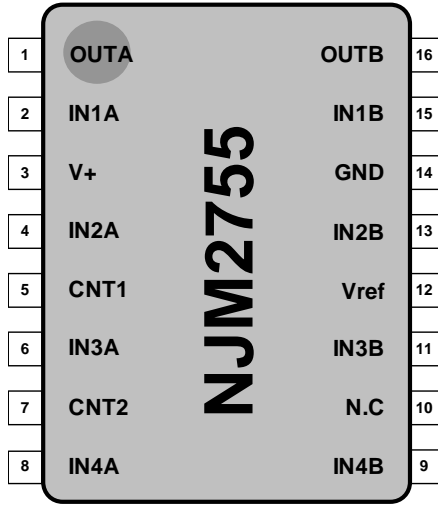 1 OUTA OUTB 16
2 IN1A IN1B 15
3 V+ GND 14
4 IN2A IN2B 13
5 CNT1 Vref 12
6 IN3A IN3B 11
7 CNT2 N.C 10
8 IN4A IN4B 9
NJM2755